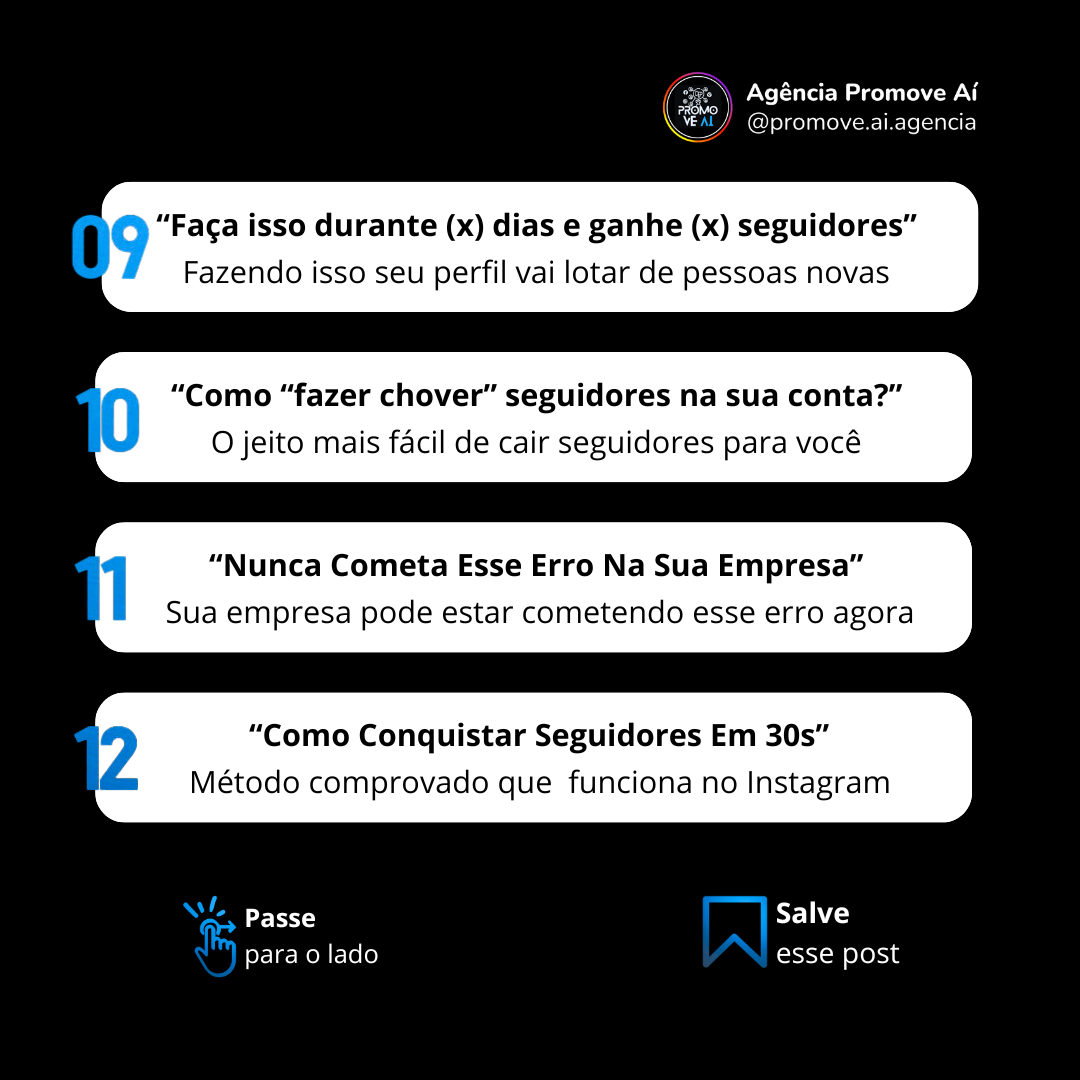 PROMO
VE AÍ
Agência Promove Aí
@promove.ai.agencia
09
“Faça isso durante (x) dias e ganhe (x) seguidores”
Fazendo isso seu perfil vai lotar de pessoas novas
10
“Como “fazer chover” seguidores na sua conta?”
O jeito mais fácil de cair seguidores para você
11
“Nunca Cometa Esse Erro Na Sua Empresa”
Sua empresa pode estar cometendo esse erro agora
12
“Como Conquistar Seguidores Em 30s”
Método comprovado que  funciona no Instagram
Passe
para o lado
Salve
esse post